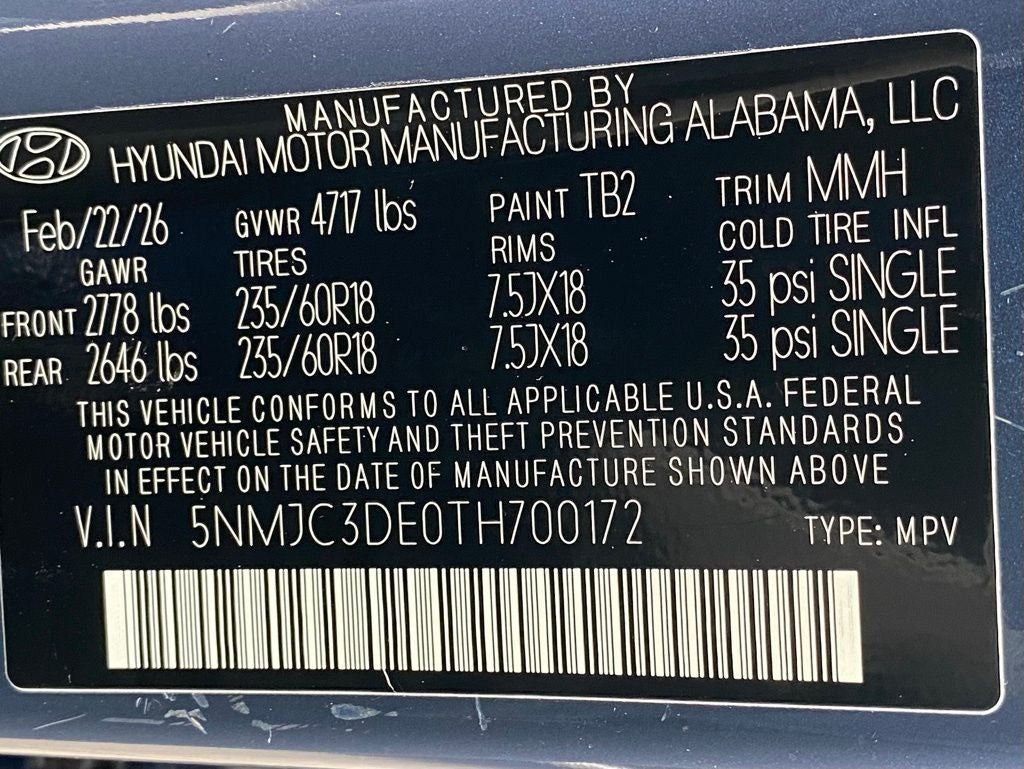 MANUFACTURED BY
HYUNDAI MOTOR MANUFACTURING ALABAMA, LLC
Feb/22/26 GVWR 4717 lbs PAINT TB2 TRIM MMH
GAWR TIRES RIMS COLD TIRE INFL
FRONT 2778 lbs 235/60R18 7.5JX18 35 psi SINGLE
REAR 2646 lbs 235/60R18 7.5JX18 35 psi SINGLE
THIS VEHICLE CONFORMS TO ALL APPLICABLE U.S.A. FEDERAL
MOTOR VEHICLE SAFETY AND THEFT PREVENTION STANDARDS
IN EFFECT ON THE DATE OF MANUFACTURE SHOWN ABOVE
V.I.N 5NMJC3DE0TH700172 TYPE: MPV